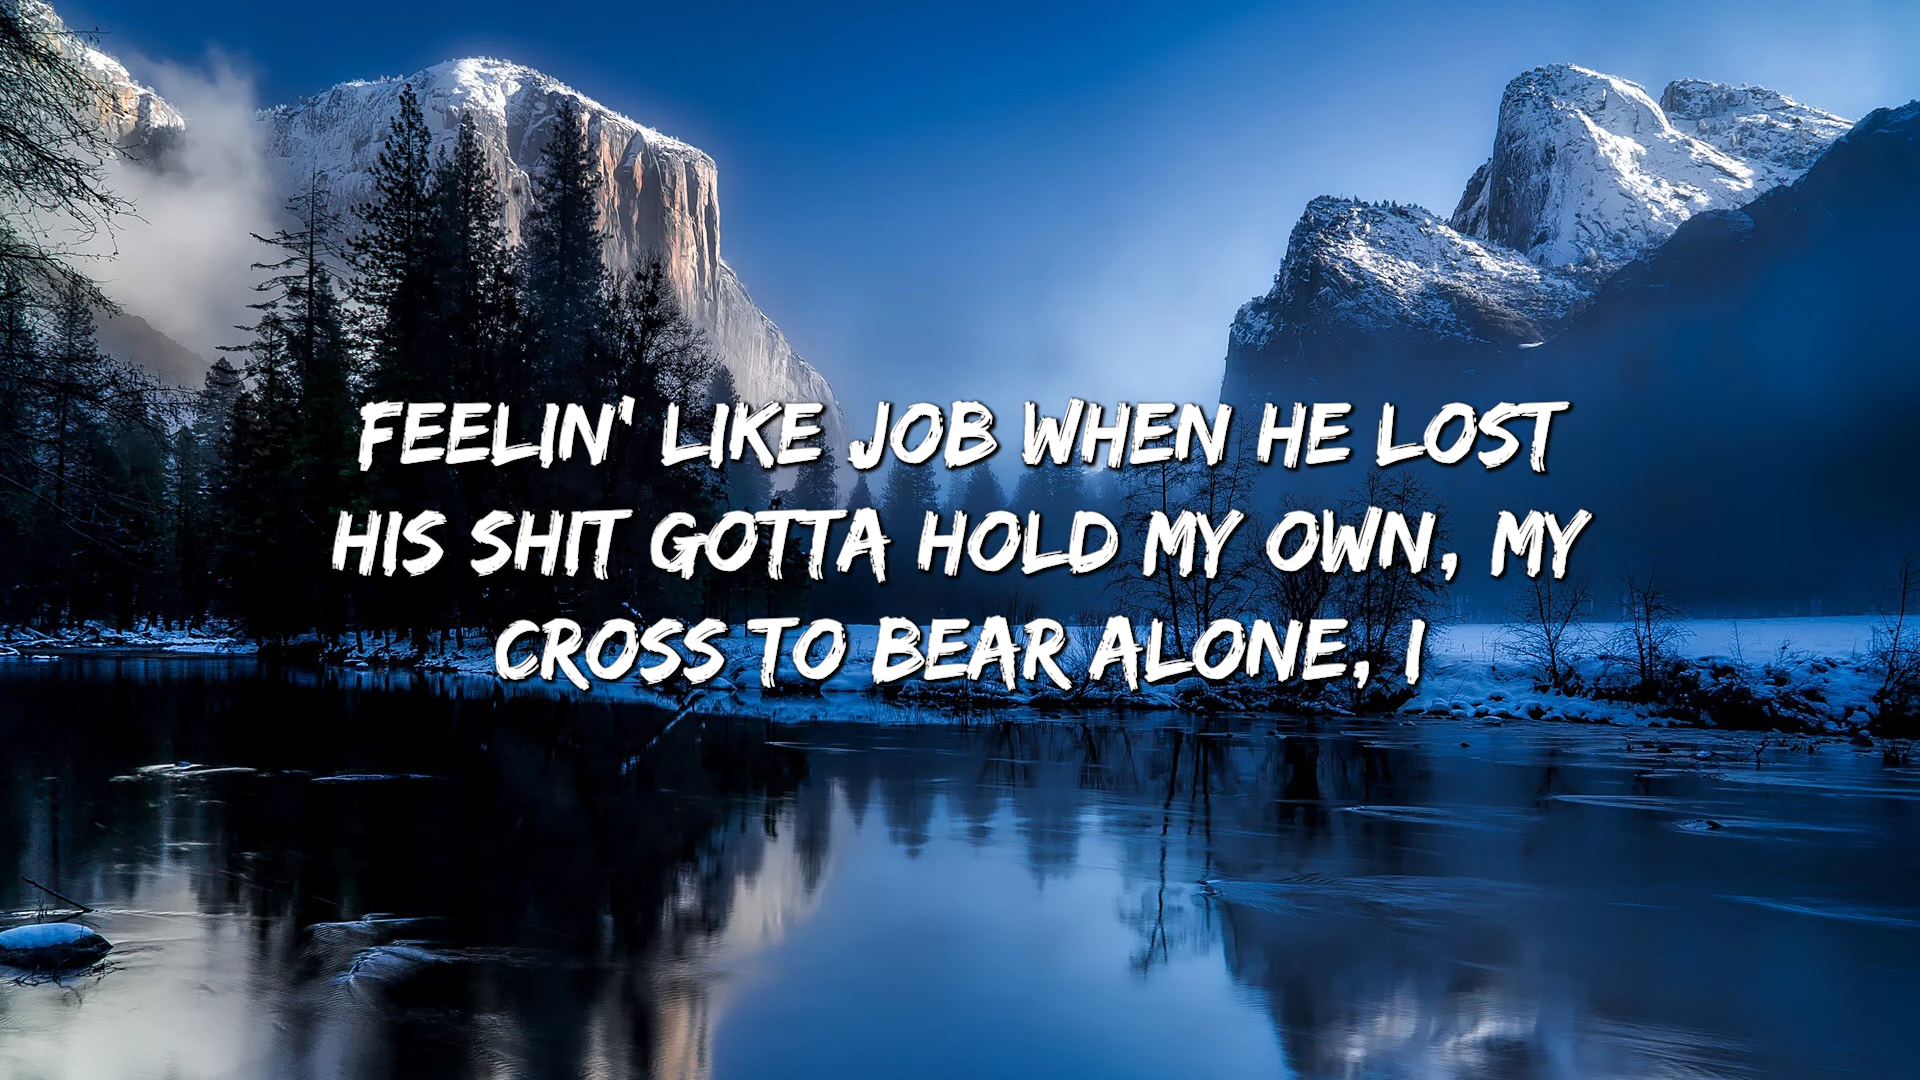 FEELIN' LIKE JOB WHEN HE LOST
HIS SHIT GOTTA HOLD MY OWN, MY
CROSS TO BEAR ALONE, I